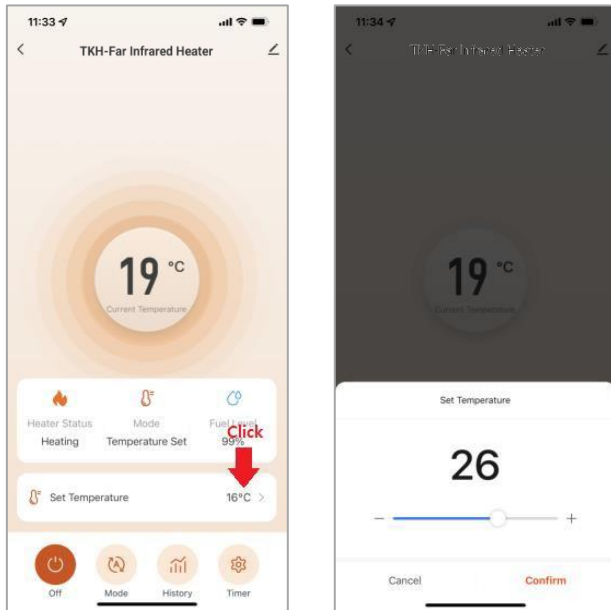 11:33
TKH-Far Infrared Heater
19 °C
Current Temperature
Heater Status Mode Fuel Level
Heating Temperature Set 99%
Click
Set Temperature 16°C
Off Mode History Timer
11:34
TKH-Far Infrared Heater
19 °C
Current Temperature
Set Temperature
26
Cancel Confirm